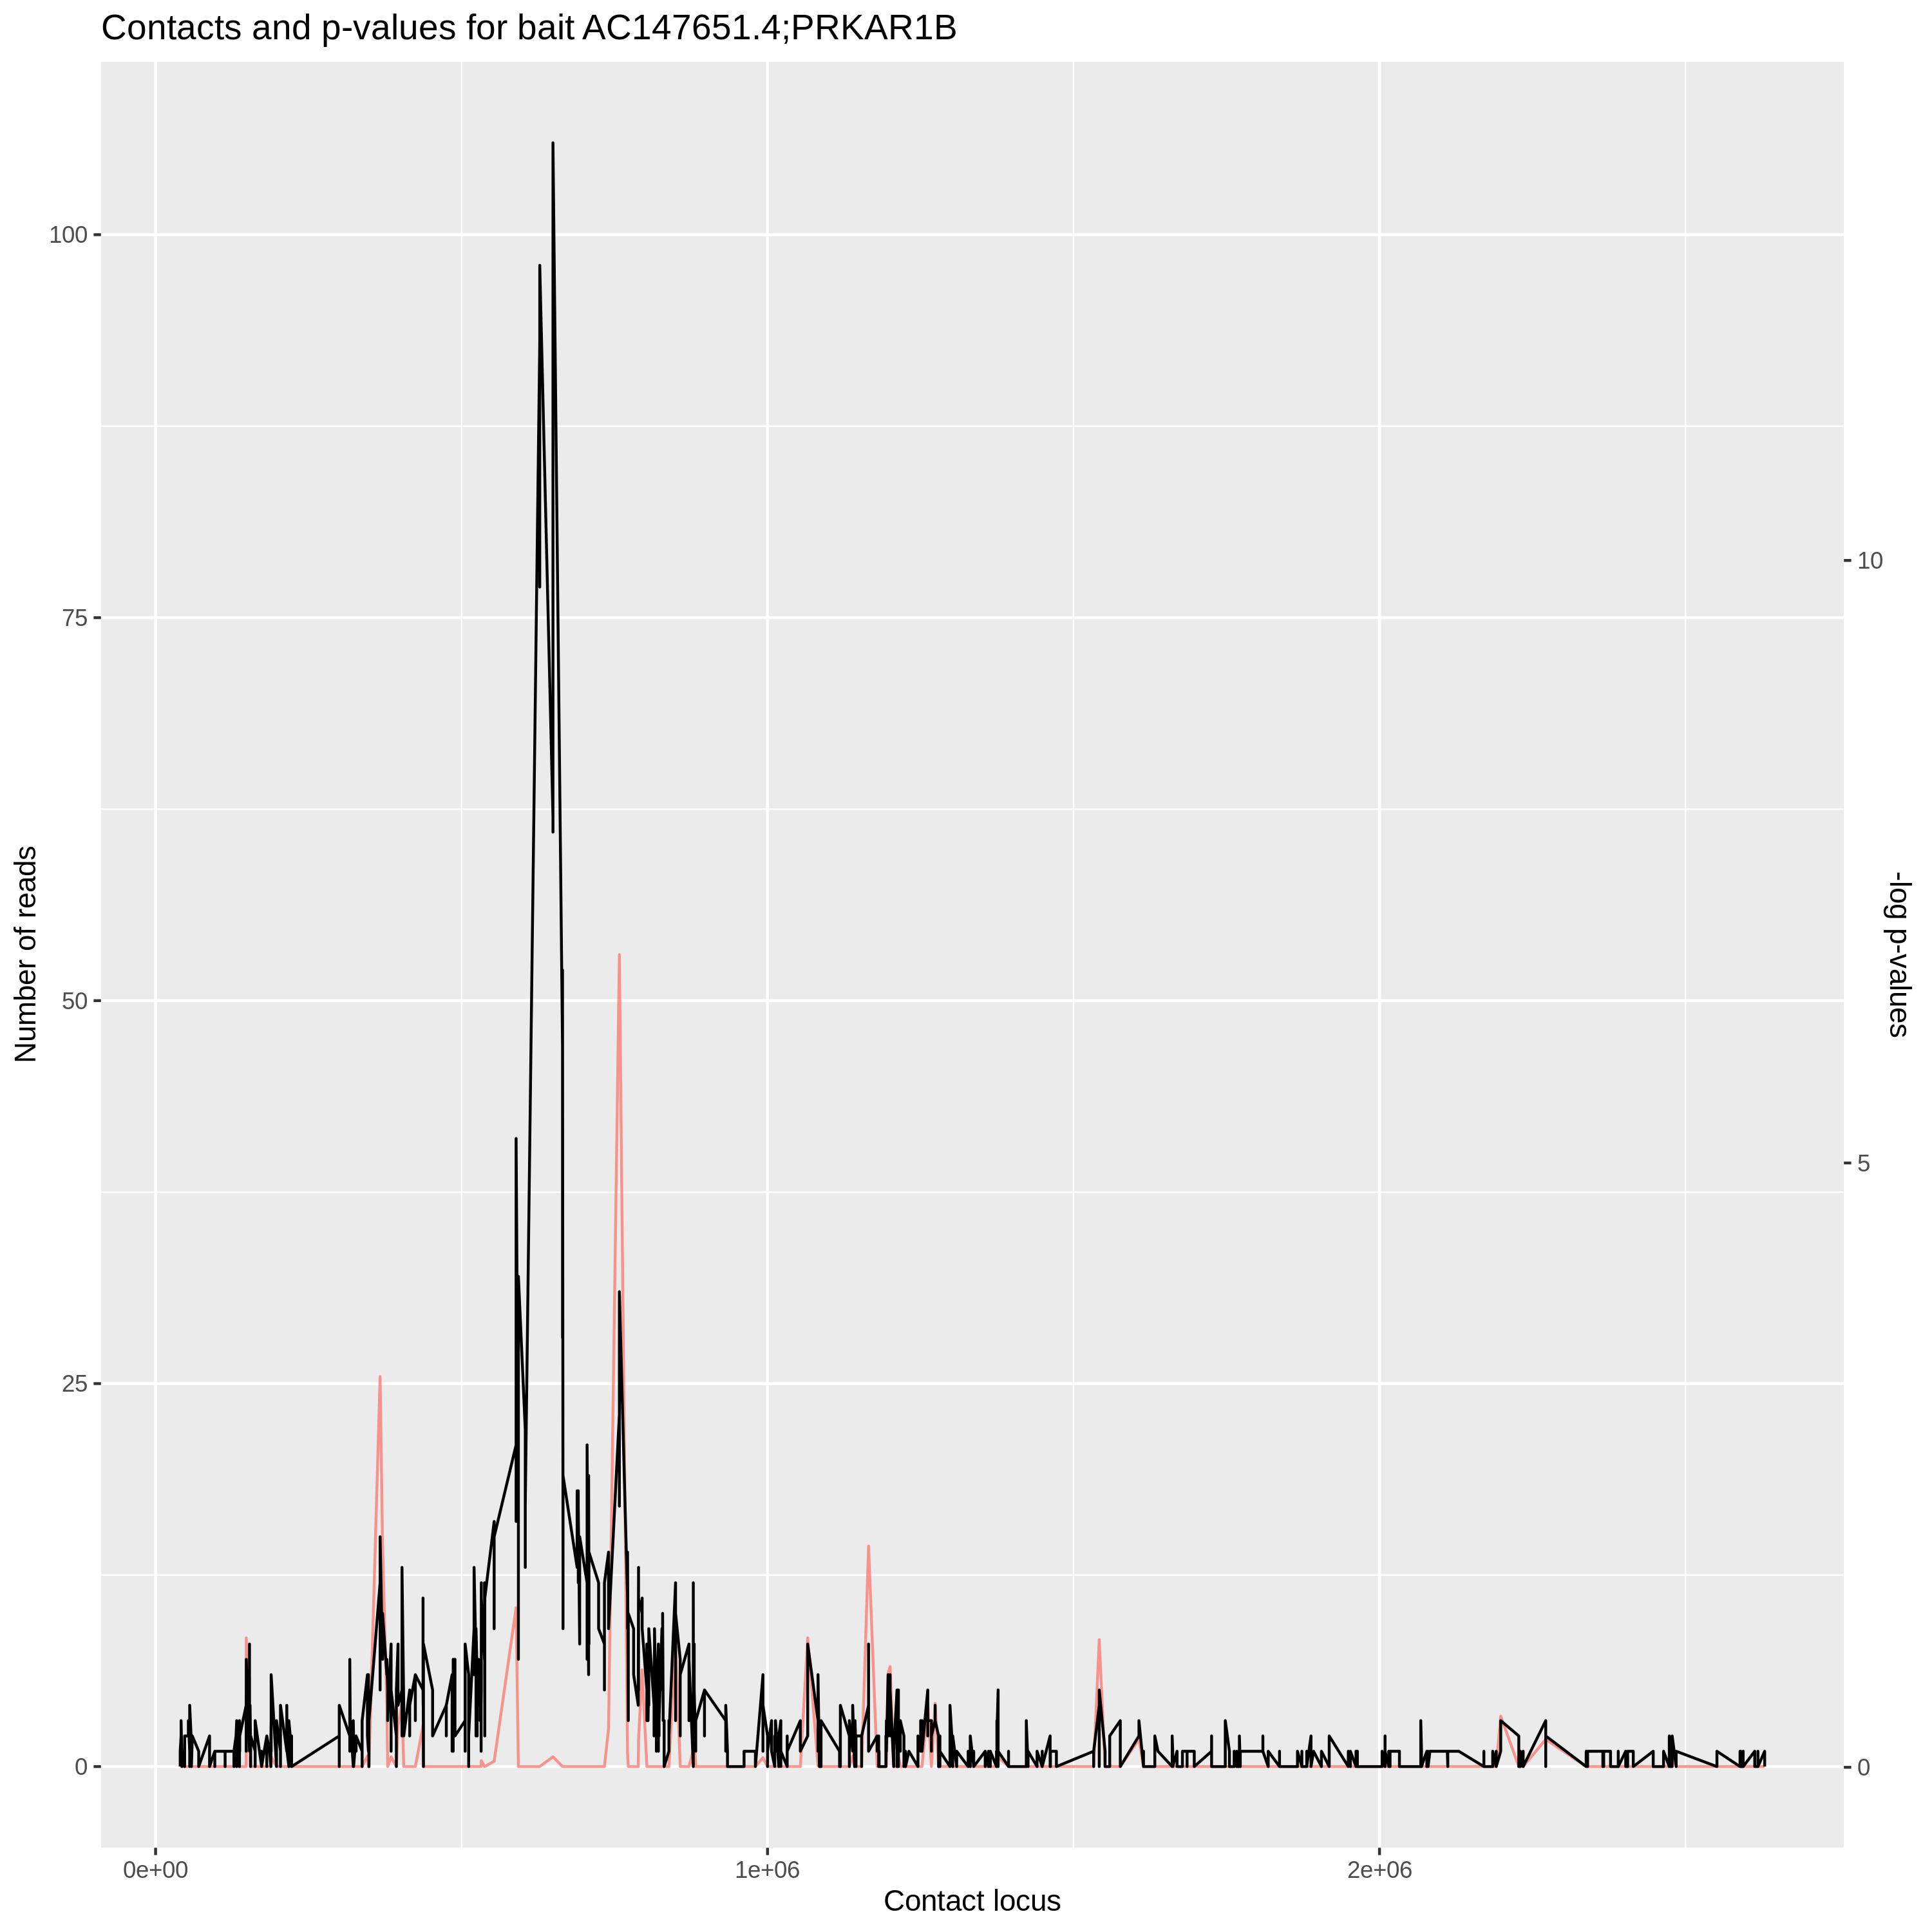 Contacts and p-values for bait AC147651.4;PRKAR1B
100
75
50
25
0
Number of reads
10
5
0
-log p-values
0e+00
1e+06
2e+06
Contact locus